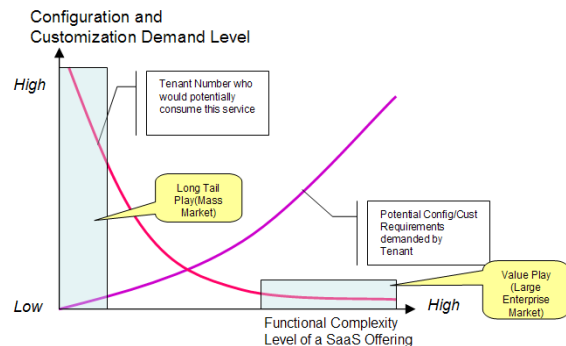 Configuration and
Customization Demand Level
High
Tenant Number who
would potentially
consume this service
Long Tail
Play(Mass
Market)
Potential Config/Cust
Requirements
demanded by
Tenant
Value Play
(Large
Enterprise
Market)
Low
High
Functional Complexity
Level of a SaaS Offering